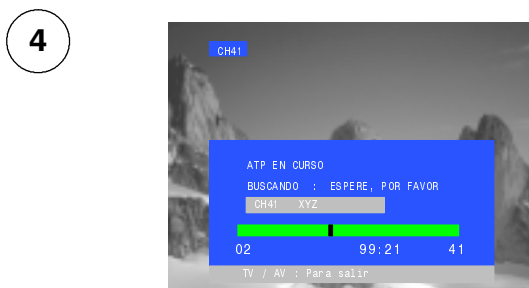 4
CH41
ATP EN CURSO
BUSCANDO : ESPERE, POR FAVOR
CH41 XYZ
02 99:21 41
TV / AV : Para salir